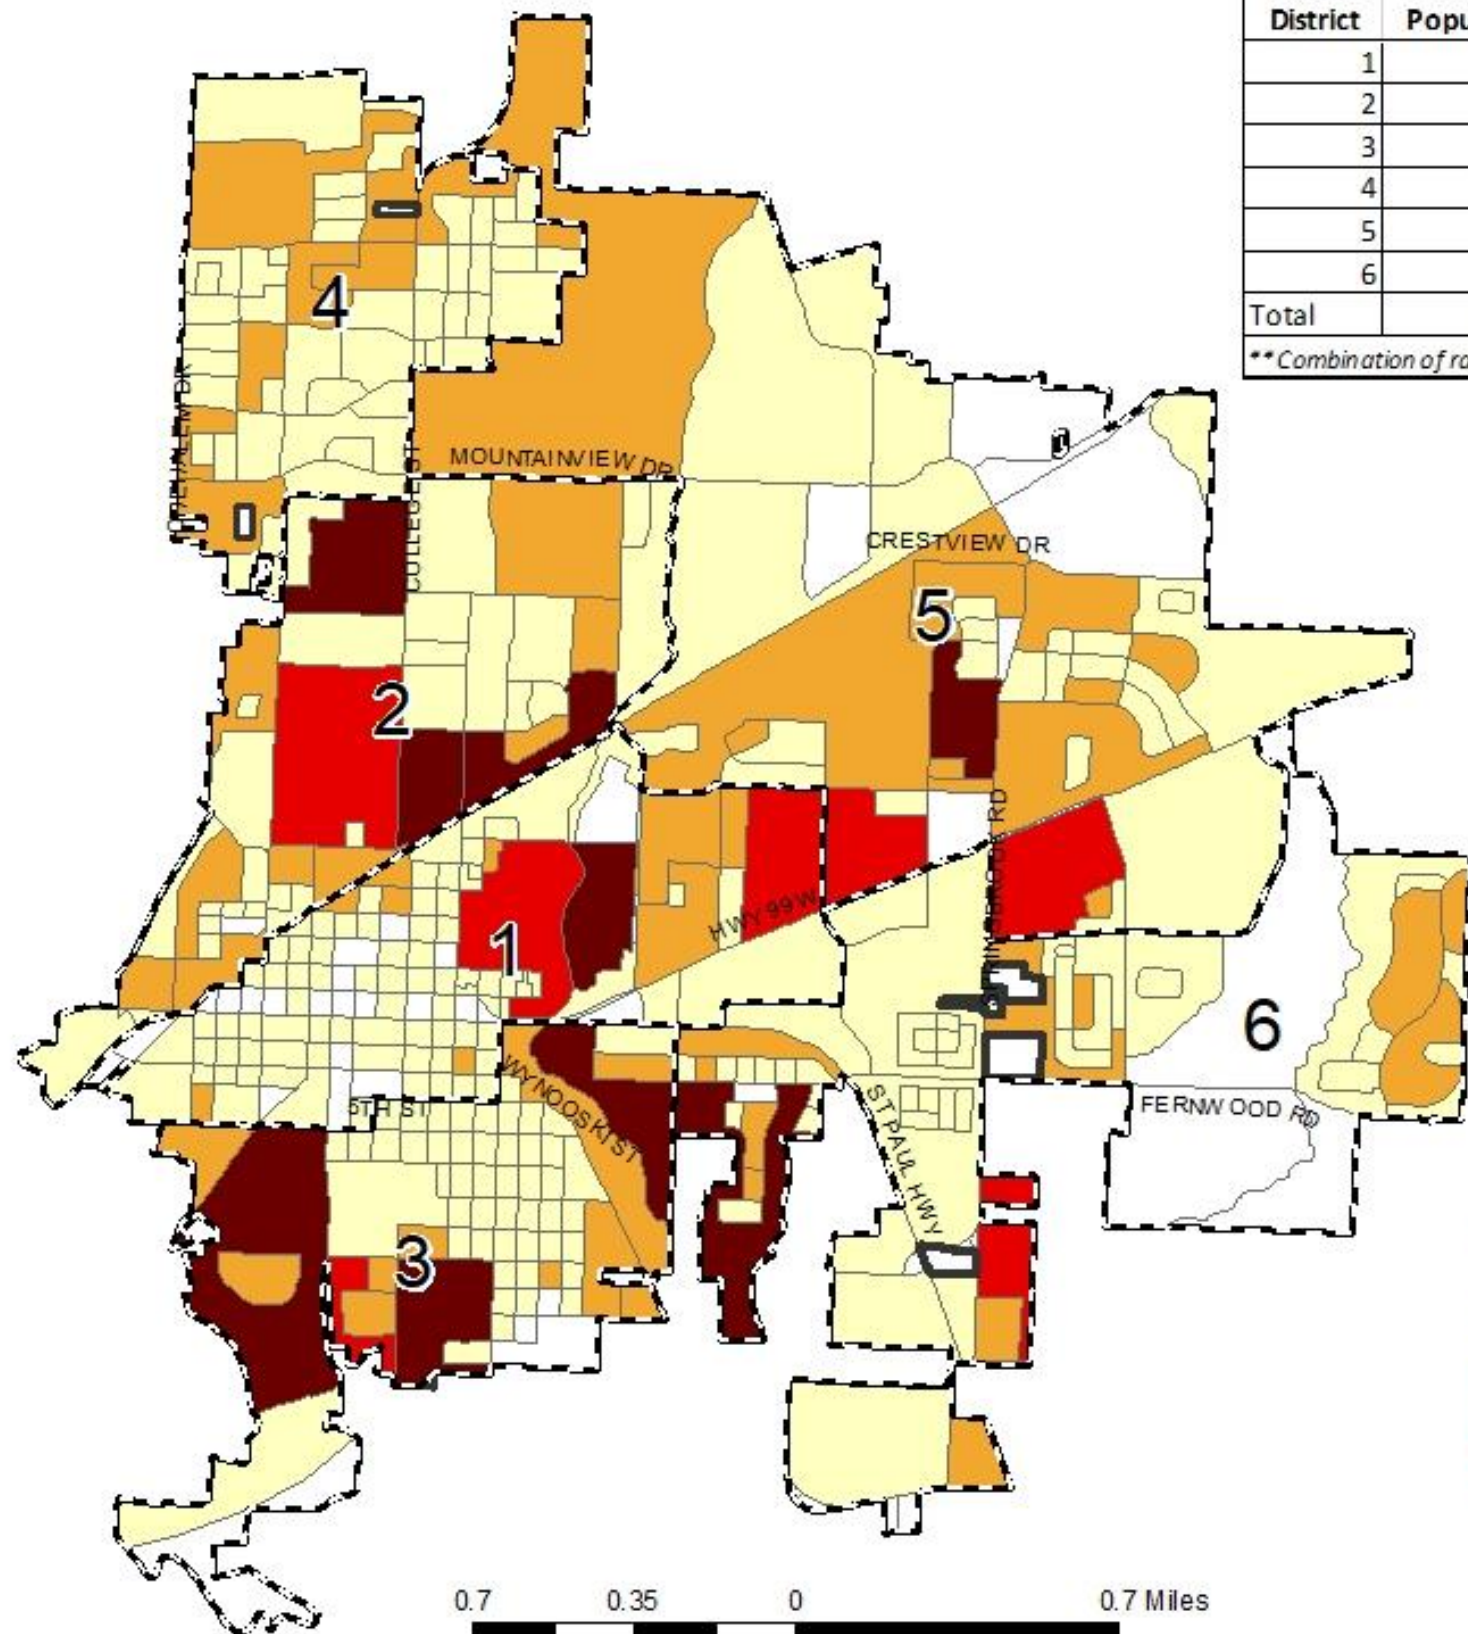 District Popu
1
2
3
4
5
6
Total
** Combination of ra
4
MOUNTAINVIEW DR
COLLEGE ST
CRESTVIEW DR
5
2
HWY 99W
1
6
WYNOOSKI ST
5TH ST
ST PAUL HWY
FERNWOOD RD
3
0.7 0.35 0 0.7 Miles